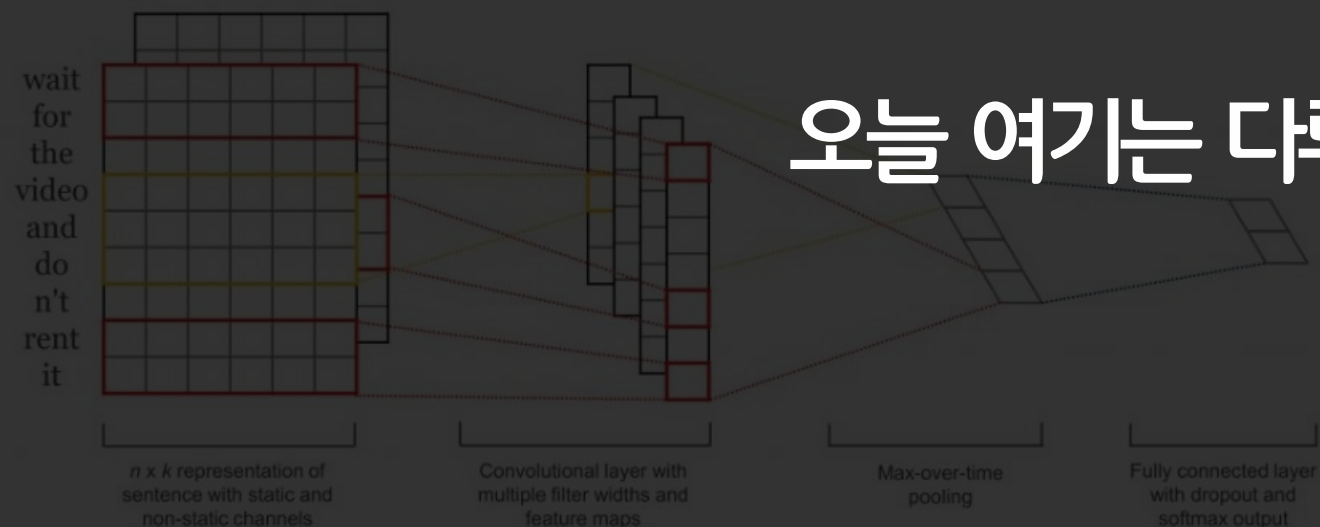 오늘 여기는
wait
for
the
video
and
do
n't
rent
it
n x k representation of
sentence with static and
non-static channels
Convolutional layer with
multiple filter widths and
feature maps
Max-over-time
pooling
Fully connected layer
with dropout and
softmax output